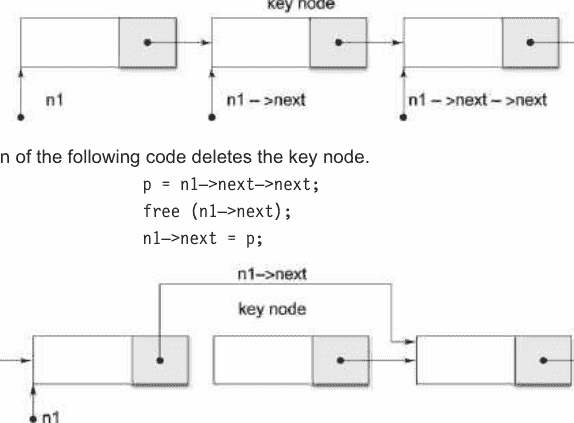 key node
n1
n1 – >next
n1 – >next – >next
n of the following code deletes the key node.
p = n1–>next–>next;
free (n1–>next);
n1–>next = p;
n1–>next
key node
n1